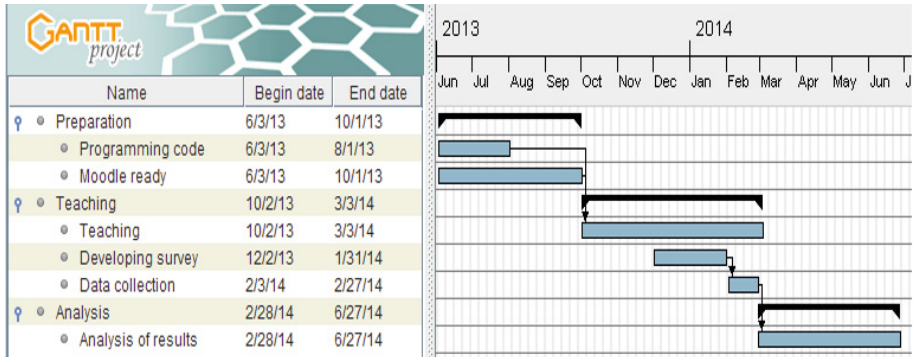 GANTT
project
2013 2014
Jun Jul Aug Sep Oct Nov Dec Jan Feb Mar Apr May Jun J
Name Begin date End date
Preparation 6/3/13 10/1/13
Programming code 6/3/13 8/1/13
Moodle ready 6/3/13 10/1/13
Teaching 10/2/13 3/3/14
Teaching 10/2/13 3/3/14
Developing survey 12/2/13 1/31/14
Data collection 2/3/14 2/27/14
Analysis 2/28/14 6/27/14
Analysis of results 2/28/14 6/27/14